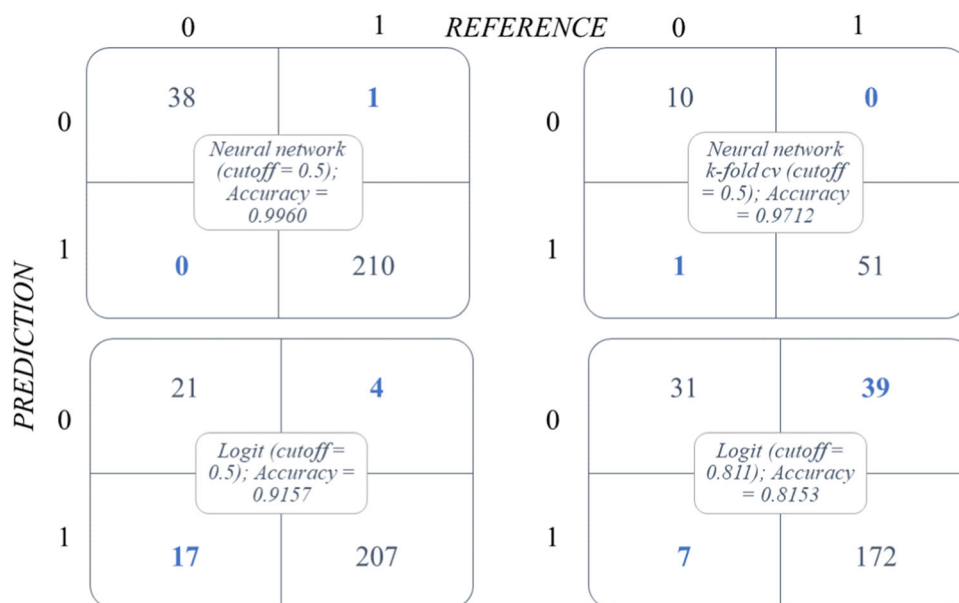 0 1 REFERENCE 0 1
0 38 1
Neural network
(cutoff = 0.5);
Accuracy =
0.9960
1 0 210
0 10 0
Neural network
k-fold cv (cutoff
= 0.5); Accuracy
= 0.9712
1 1 51
PREDICTION
0 21 4
Logit (cutoff =
0.5); Accuracy =
0.9157
1 17 207
0 31 39
Logit (cutoff =
0.811); Accuracy
= 0.8153
1 7 172